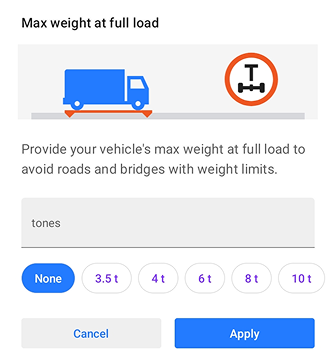 Max weight at full load
T
Provide your vehicle's max weight at full load to
avoid roads and bridges with weight limits.
tones
None 3.5 t 4 t 6 t 8 t 10 t
Cancel Apply